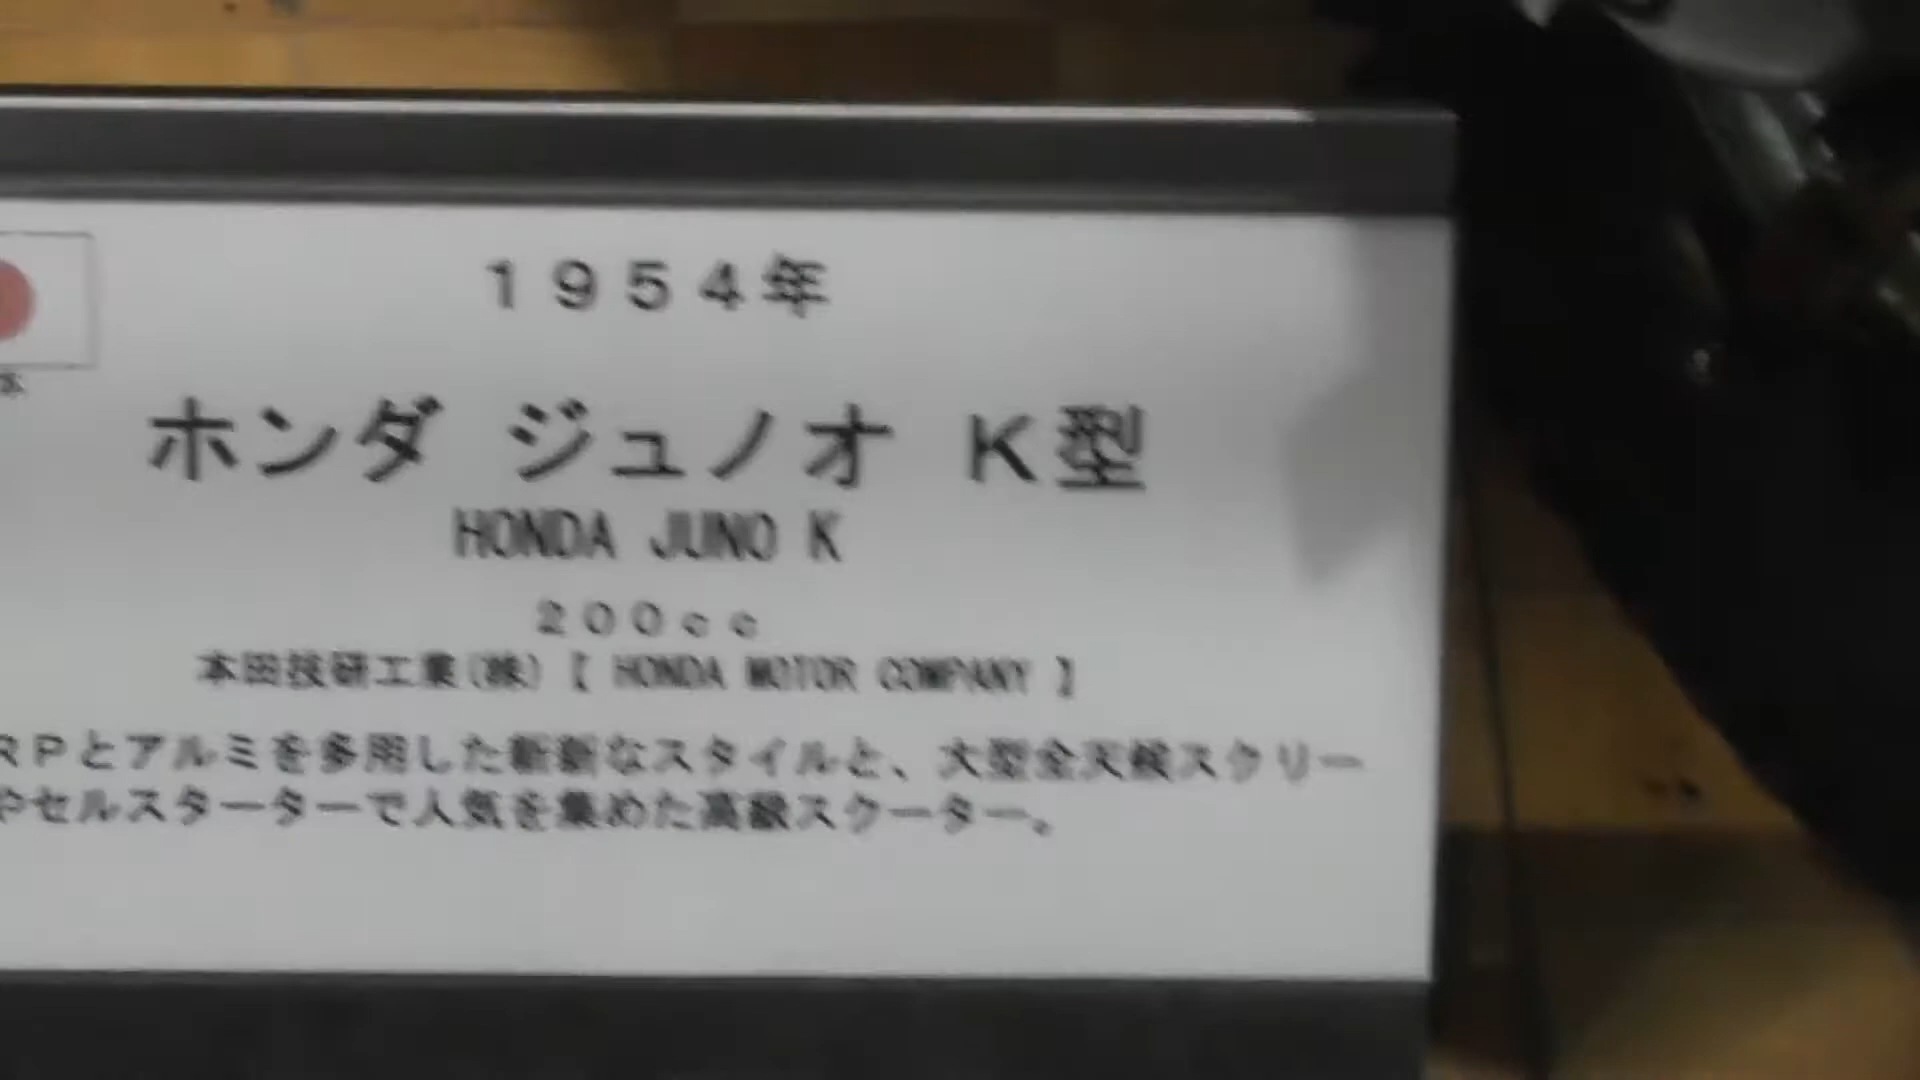 1954年
ホンダ ジュノオ K型
HONDA JUNO K
200cc
本田技研工業(株)【 HONDA MOTOR COMPANY 】
RPとアルミを多用した斬新なスタイルと、大型全天候スクリー
やセルスターターで人気を集めた高級スクーター。